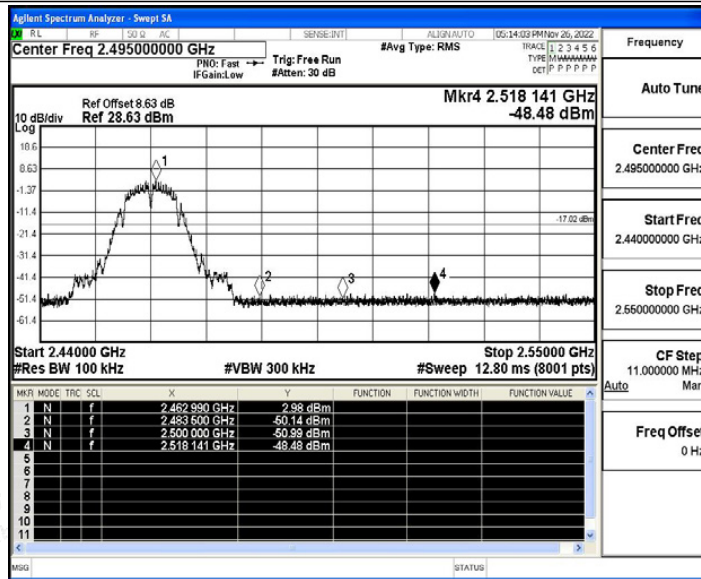 Agilent Spectrum Analyzer - Swept SA
RL RF 50 Ω AC SENSE:INT ALIGN AUTO 05:14:03 PM Nov 26, 2022
Center Freq 2.495000000 GHz #Avg Type: RMS TRACE 1 2 3 4 5 6
PNO: Fast Trig: Free Run TYPE M
IFGain:Low #Atten: 30 dB DET P P P P P P
Ref Offset 8.63 dB Mkr4 2.518 141 GHz
10 dB/div Ref 28.63 dBm -48.48 dBm
Log
18.6
8.63
-1.37
-11.4
-17.02 dBm
-21.4
-31.4
-41.4
-51.4
-61.4
1
2
3
4
Start 2.44000 GHz Stop 2.55000 GHz
#Res BW 100 kHz #VBW 300 kHz #Sweep 12.80 ms (8001 pts)
MKR MODE TRC SCL X Y FUNCTION FUNCTION WIDTH FUNCTION VALUE
1 N f 2.462 990 GHz 2.98 dBm
2 N f 2.483 500 GHz -50.14 dBm
3 N f 2.500 000 GHz -50.99 dBm
4 N f 2.518 141 GHz -48.48 dBm
5
6
7
8
9
10
11
MSG STATUS
Frequency
Auto Tune
Center Freq
2.495000000 GHz
Start Freq
2.440000000 GHz
Stop Freq
2.550000000 GHz
CF Step
11.000000 MHz
Auto Man
Freq Offset
0 Hz